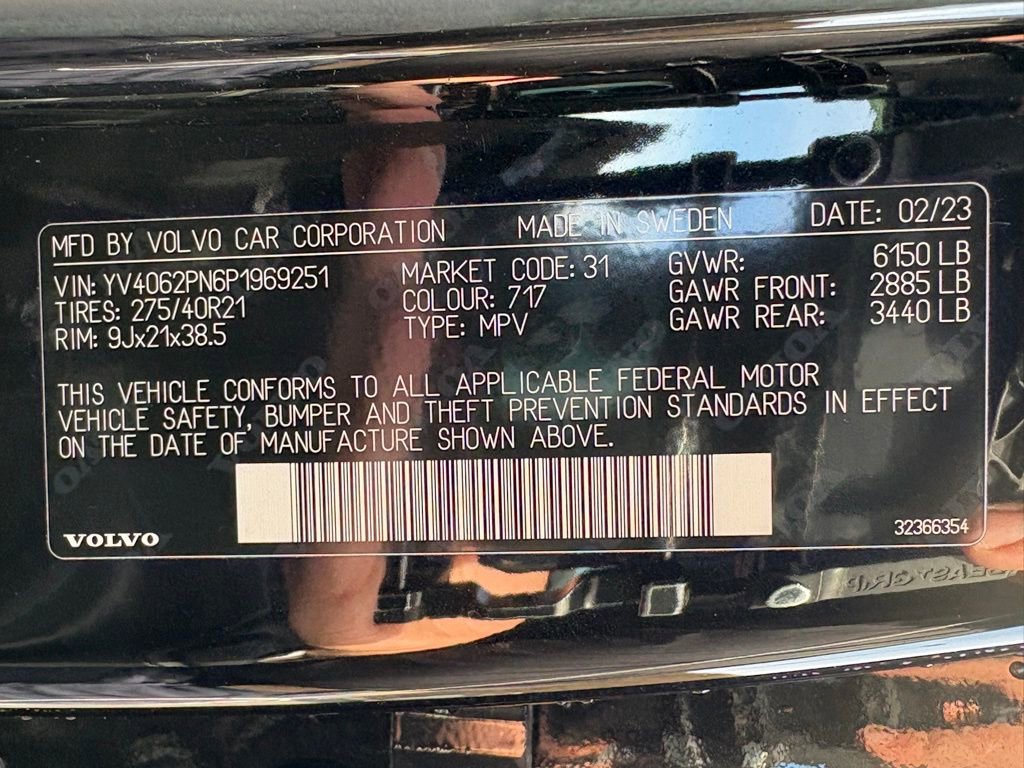 MFD BY VOLVO CAR CORPORATION MADE IN SWEDEN DATE: 02/23
VIN: YV4062PN6P1969251 MARKET CODE: 31 GVWR: 6150 LB
TIRES: 275/40R21 COLOUR: 717 GAWR FRONT: 2885 LB
RIM: 9Jx21x38.5 TYPE: MPV GAWR REAR: 3440 LB
THIS VEHICLE CONFORMS TO ALL APPLICABLE FEDERAL MOTOR
VEHICLE SAFETY, BUMPER AND THEFT PREVENTION STANDARDS IN EFFECT
ON THE DATE OF MANUFACTURE SHOWN ABOVE.
VOLVO 32366354